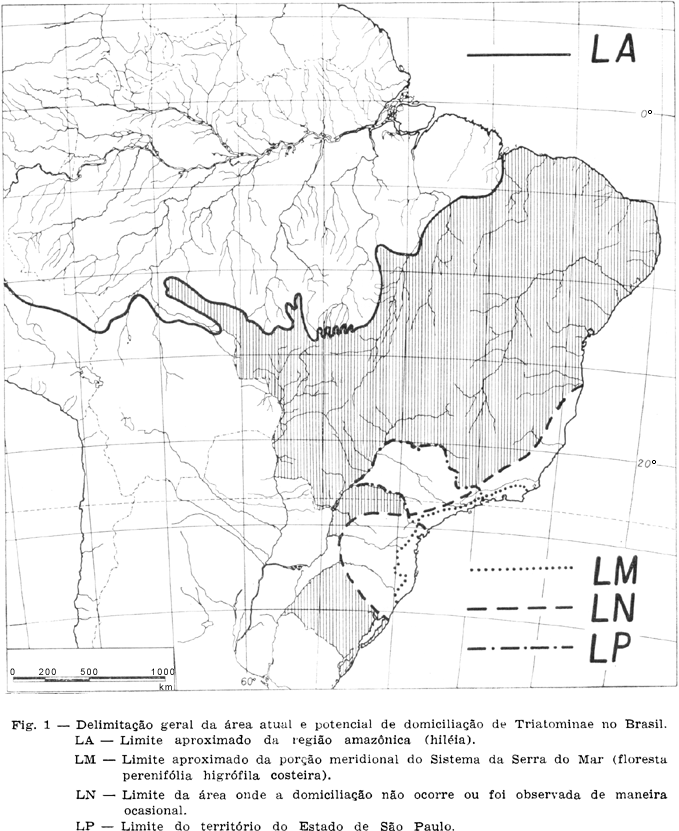 LA
0°
20°
LM
LN
LP
0 200 500 1000
km.
60°
Fig. 1 — Delimitação geral da área atual e potencial de domiciliação de Triatominae no Brasil.
LA — Limite aproximado da região amazônica (hiléia).
LM — Limite aproximado da porção meridional do Sistema da Serra do Mar (floresta
perenifólia higrófila costeira).
LN — Limite da área onde a domiciliação não ocorre ou foi observada de maneira
ocasional.
LP — Limite do território do Estado de São Paulo.